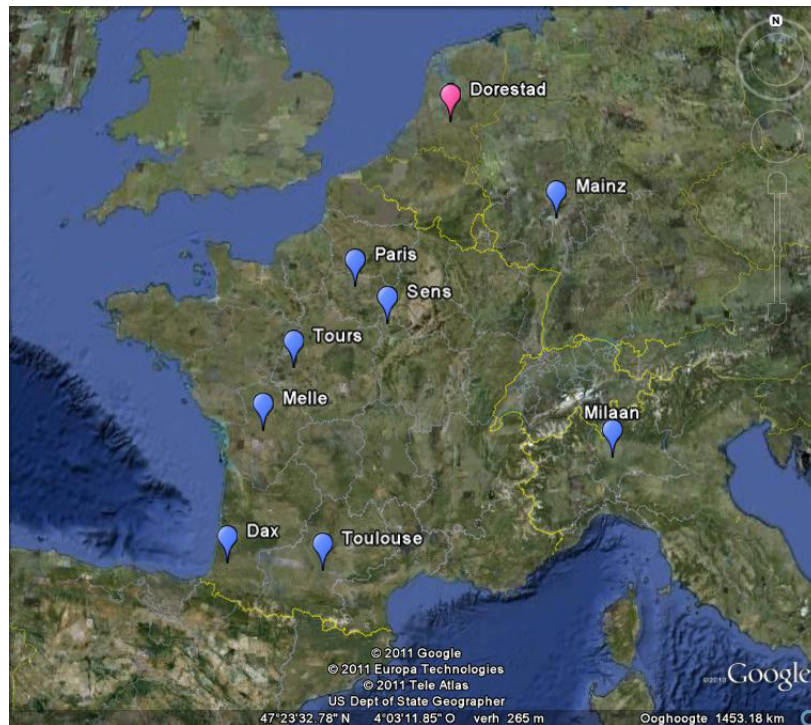 N
Dorestad
Mainz
Paris
Sens
Tours
Melle
Milaan
Dax
Toulouse
© 2011 Google
© 2011 Europa Technologies
© 2011 Tele Atlas
US Dept of State Geographer
©2010 Google
47°23'32.78" N 4°03'11.85" O verh 265 m Ooghoogte 1453.18 km